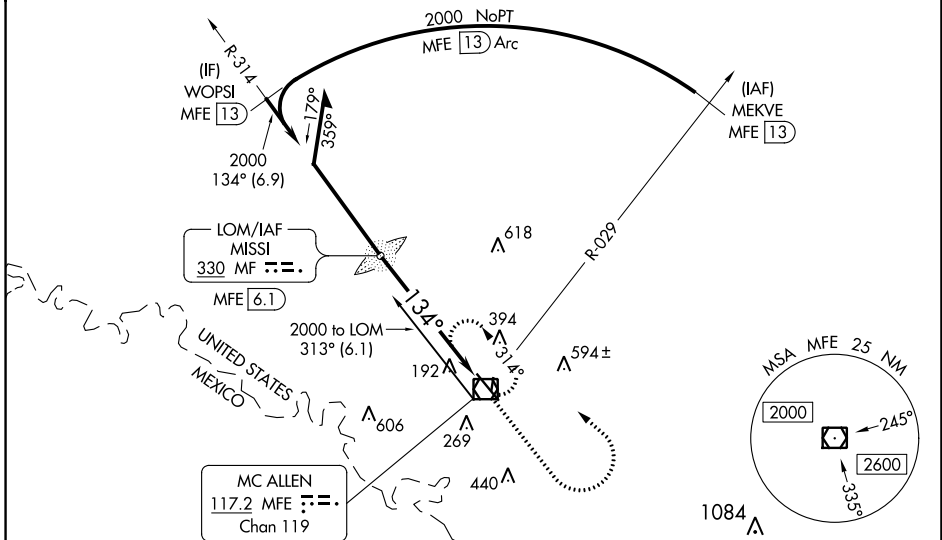 2000 NoPT
MFE 13 Arc
R-314
(IF)
WOPSI
MFE 13
179°
359°
2000
134° (6.9)
(IAF)
MEKVE
MFE 13
R-029
LOM/IAF
MISSI
330 MF
MFE 6.1
618
134°
2000 to LOM
313° (6.1)
394
314°
594±
192
UNITED STATES
MEXICO
606
269
440
MC ALLEN
117.2 MFE
Chan 119
MSA MFE 25 NM
2000
245°
2600
335°
1084